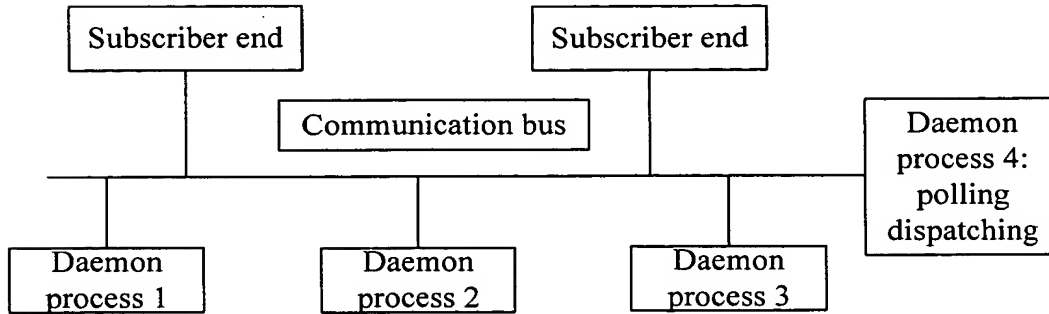 Subscriber end
Subscriber end
Communication bus
Daemon
process 4:
polling
dispatching
Daemon
process 1
Daemon
process 2
Daemon
process 3